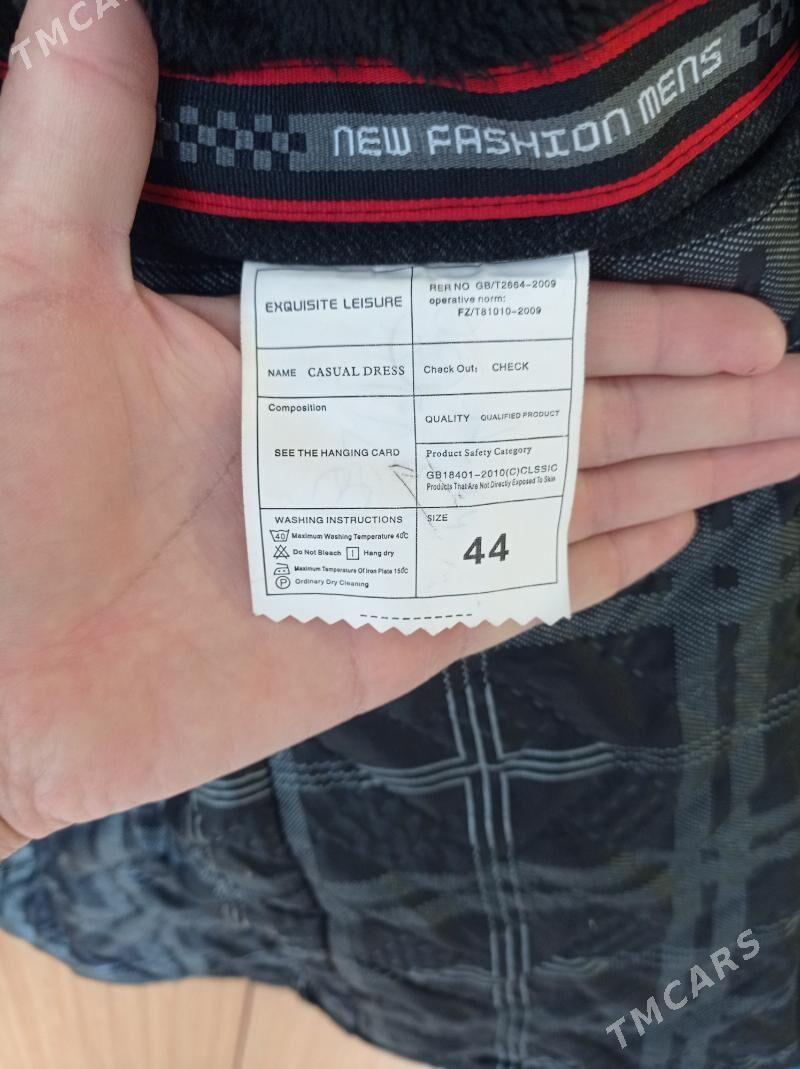 TMCARS
NEW FASHION MENS
EXQUISITE LEISURE
RER NO GB/T2664-2009
operative norm:
FZ/T81010-2009
NAME CASUAL DRESS
Check Out: CHECK
Composition
SEE THE HANGING CARD
QUALITY QUALIFIED PRODUCT
Product Safety Category
GB18401-2010(C)CLSSIC
Products That Are Not Directly Exposed To Skin
WASHING INSTRUCTIONS
40 Maximum Washing Temperature 40℃
Do Not Bleach Hang dry
Maximum Temperature Of Iron Plate 150℃
P Ordinary Dry Cleaning
SIZE
44
TMCARS